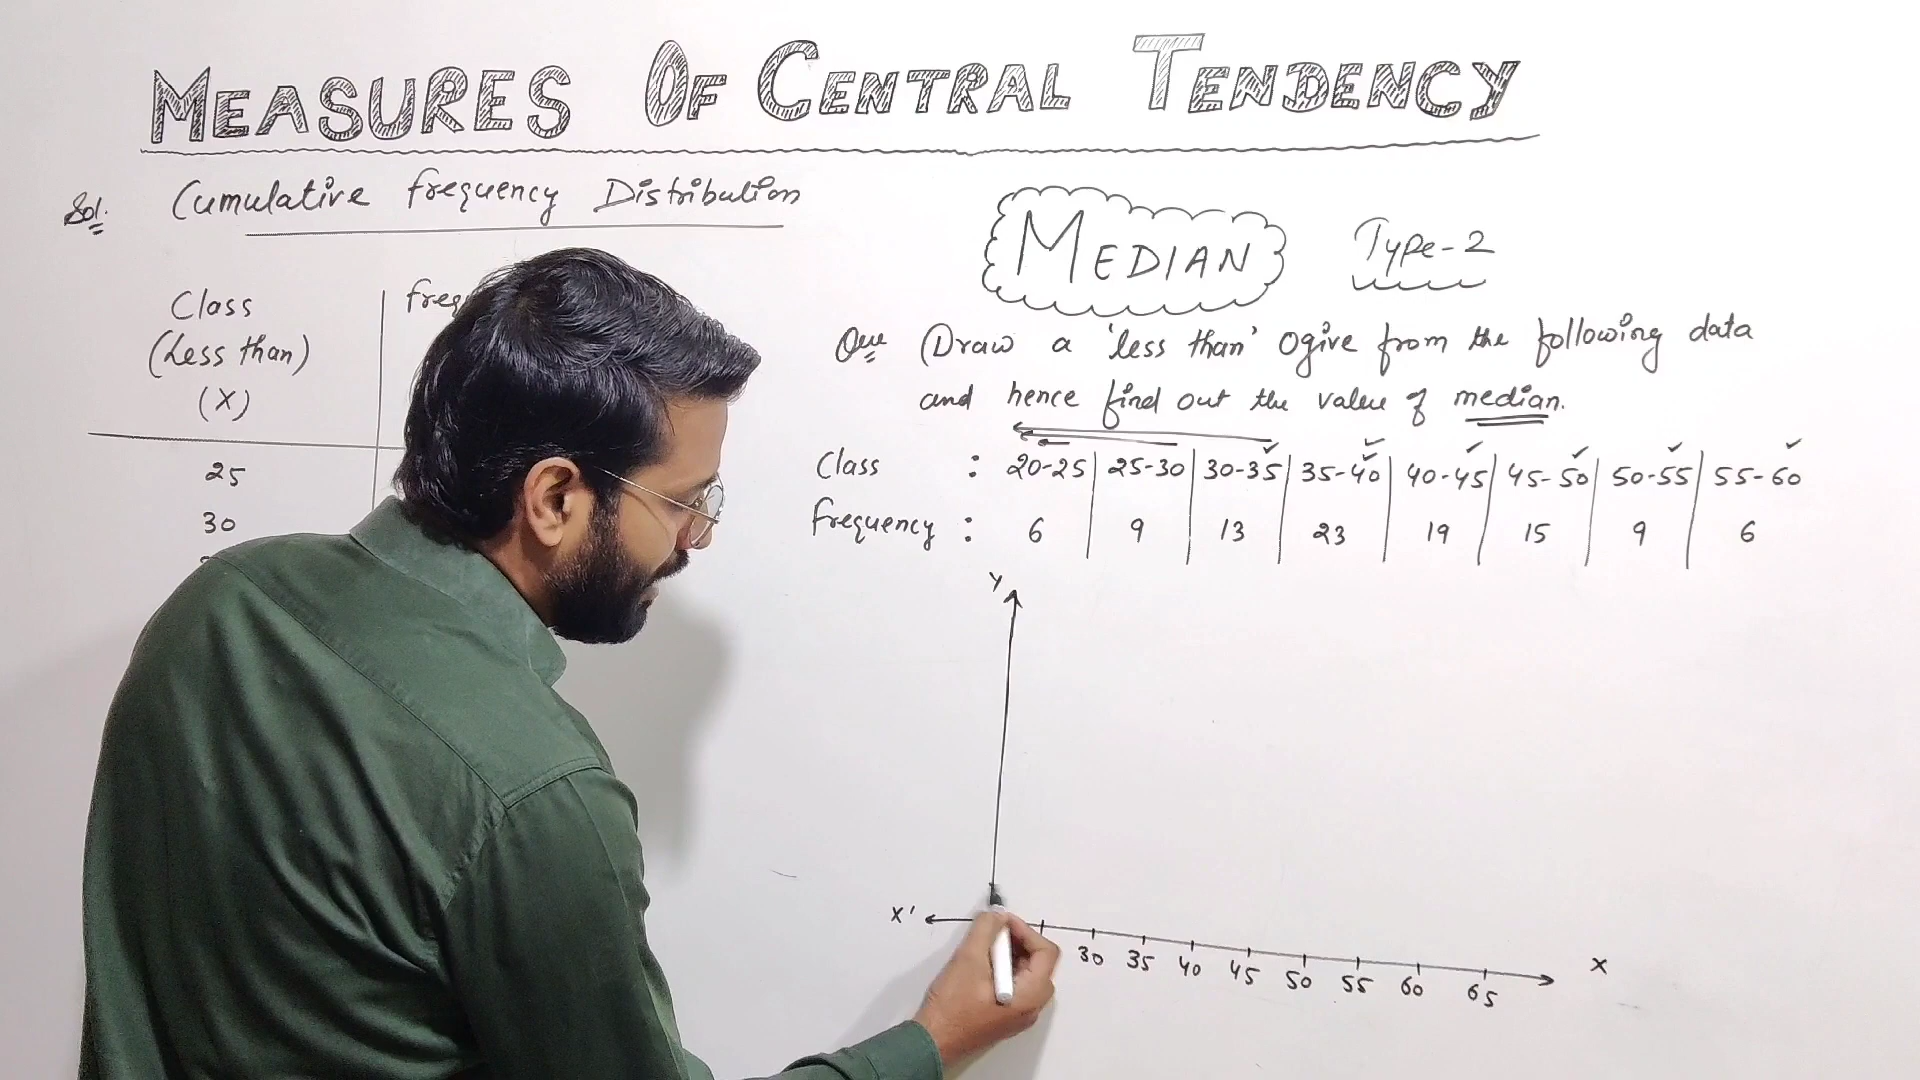 MEASURES OF CENTRAL TENDENCY
Sol. Cumulative frequency Distribution
Class
(Less than)
(X)
25
30
MEDIAN
Type-2
Que Draw a 'less than' Ogive from the following data
and hence find out the value of median.
Class : 20-25 | 25-30 | 30-35 | 35-40 | 40-45 | 45-50 | 50-55 | 55-60
frequency : 6 | 9 | 13 | 23 | 19 | 15 | 9 | 6
Y
X' X
30 35 40 45 50 55 60 65